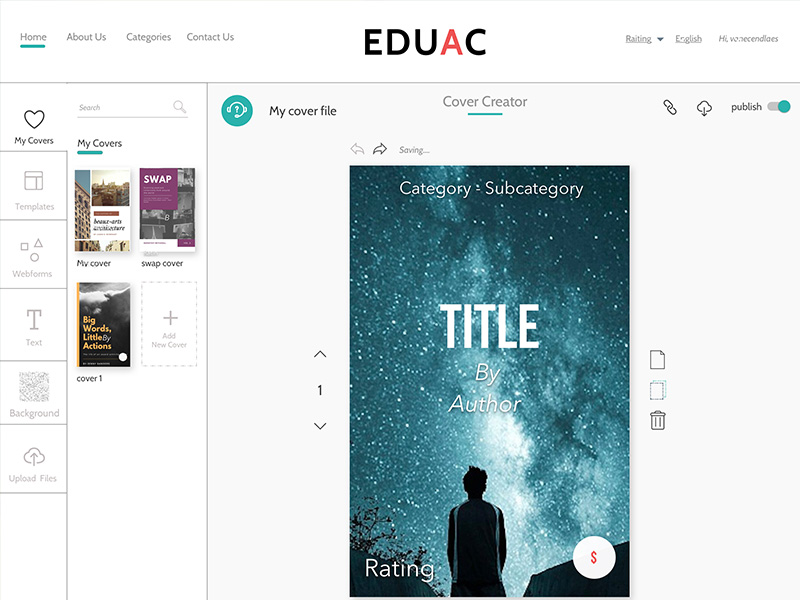 Home
About Us
Categories
Contact Us
EDUAC
Raiting
English
Hi,
My cover file
Cover Creator
publish
Search
My Covers
My Covers
Templates
Webforms
Text
Background
Upload Files
beaux-arts
architecture
My cover
SWAP
swap cover
Big
Words,
Little By
Actions
cover 1
+
Add
New Cover
Saving...
Category - Subcategory
TITLE
By
Author
Rating
$
1